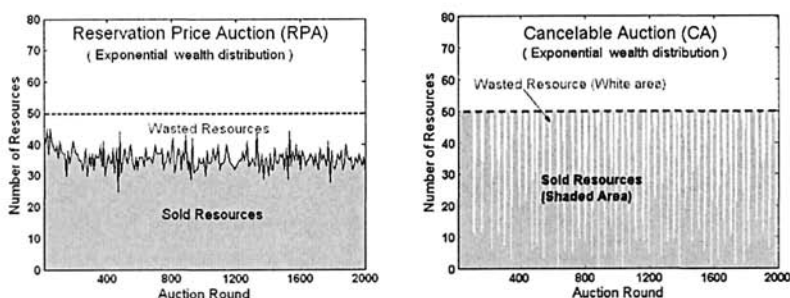 Reservation Price Auction (RPA)
( Exponential wealth distribution )
Number of Resources
80
70
60
50
40
30
20
10
0
Wasted Resources
Sold Resources
400
800
1200
1600
2000
Auction Round
Cancelable Auction (CA)
(Exponential wealth distribution )
Number of Resources
80
70
60
50
40
30
20
10
0
Wasted Resource (White area)
Sold Resources
(Shaded Area)
400
800
1200
1600
2000
Auction Round